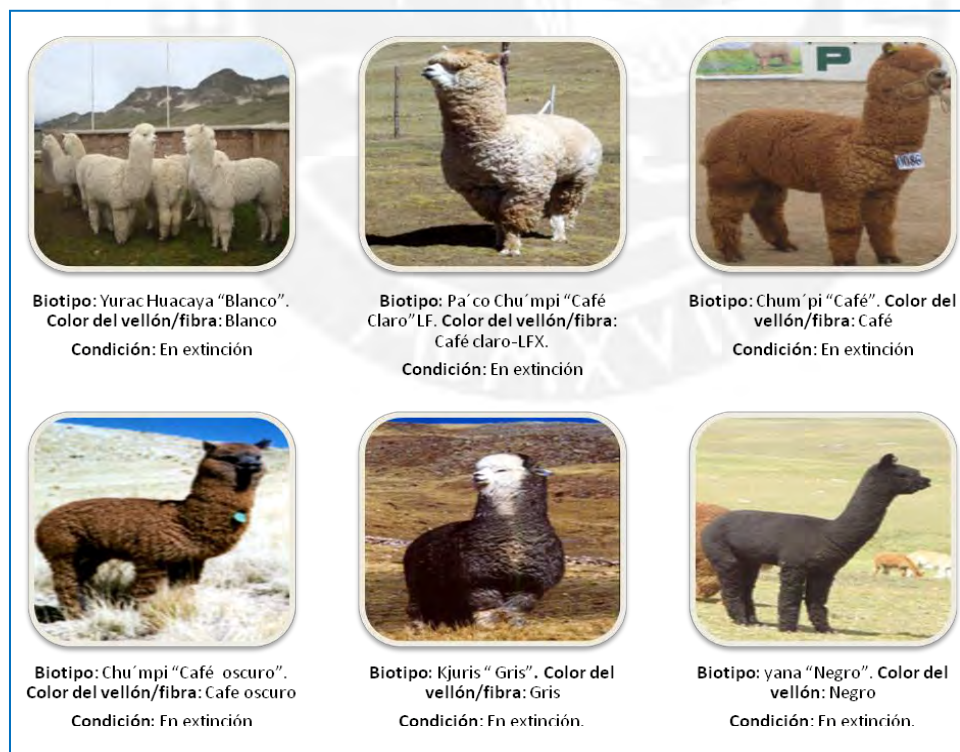 P
0086
Biotipo: Yurac Huacaya “Blanco”.
Color del vellón/fibra: Blanco
Condición: En extinción
Biotipo: Pa´co Chu´mpi “Café
Claro”LF. Color del vellón/fibra:
Café claro-LFX.
Condición: En extinción
Biotipo: Chum´pi “Café”. Color del
vellón/fibra: Café
Condición: En extinción
Biotipo: Chu´mpi “Café oscuro”.
Color del vellón/fibra: Cafe oscuro
Condición: En extinción
Biotipo: Kjuris “ Gris”. Color del
vellón/fibra: Gris
Condición: En extinción.
Biotipo: yana “Negro”. Color del
vellón: Negro
Condición: En extinción.